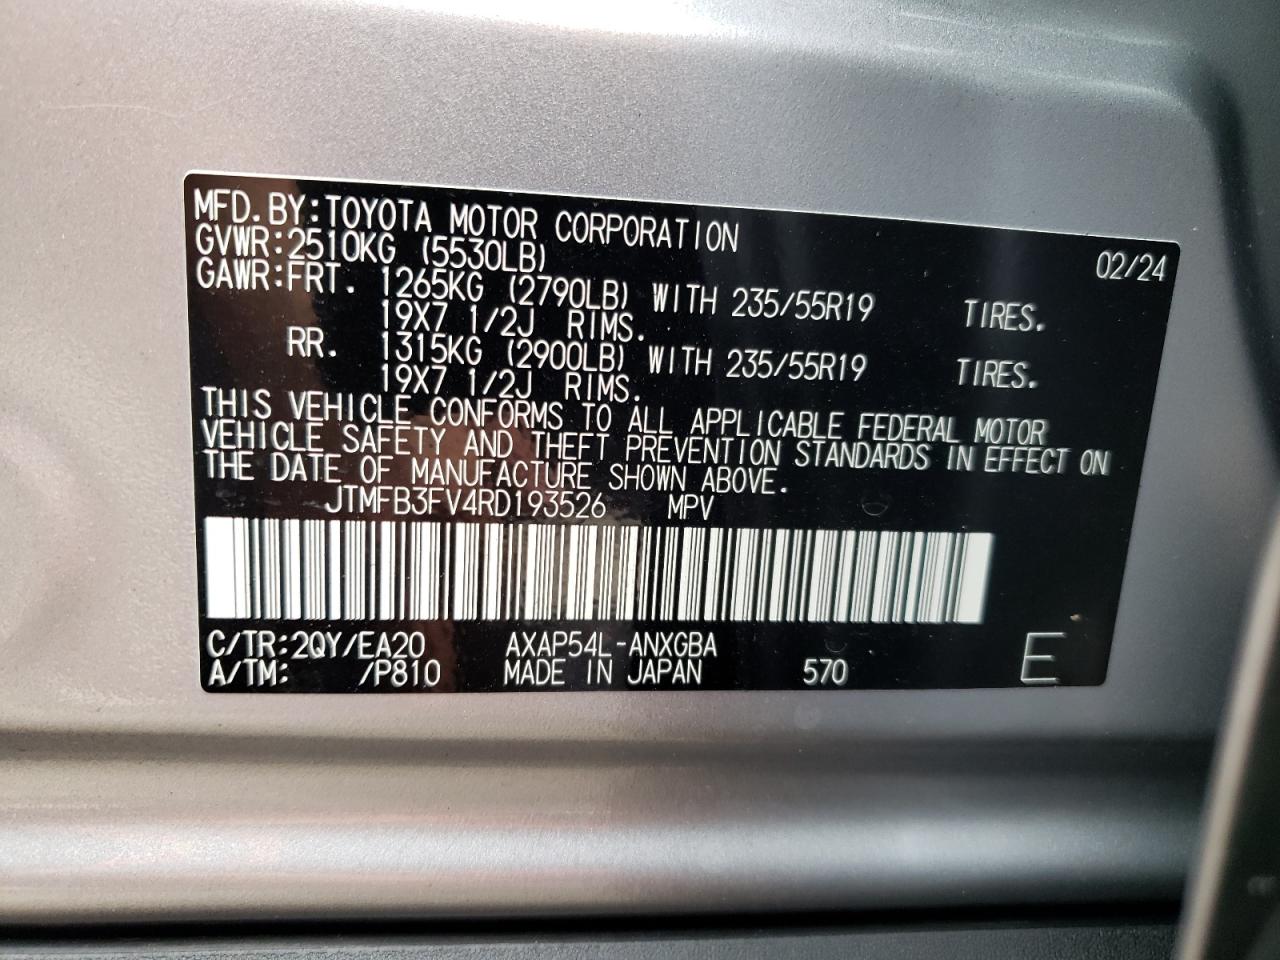 MFD.BY:TOYOTA MOTOR CORPORATION 02/24
GVWR:2510KG (5530LB)
GAWR:FRT. 1265KG (2790LB) WITH 235/55R19 TIRES.
19X7 1/2J RIMS.
RR. 1315KG (2900LB) WITH 235/55R19 TIRES.
19X7 1/2J RIMS.
THIS VEHICLE CONFORMS TO ALL APPLICABLE FEDERAL MOTOR
VEHICLE SAFETY AND THEFT PREVENTION STANDARDS IN EFFECT ON
THE DATE OF MANUFACTURE SHOWN ABOVE.
JTMFB3FV4RD193526 MPV
C/TR:2QY/EA20 AXAP54L-ANXGBA
A/TM: /P810 MADE IN JAPAN 570 E